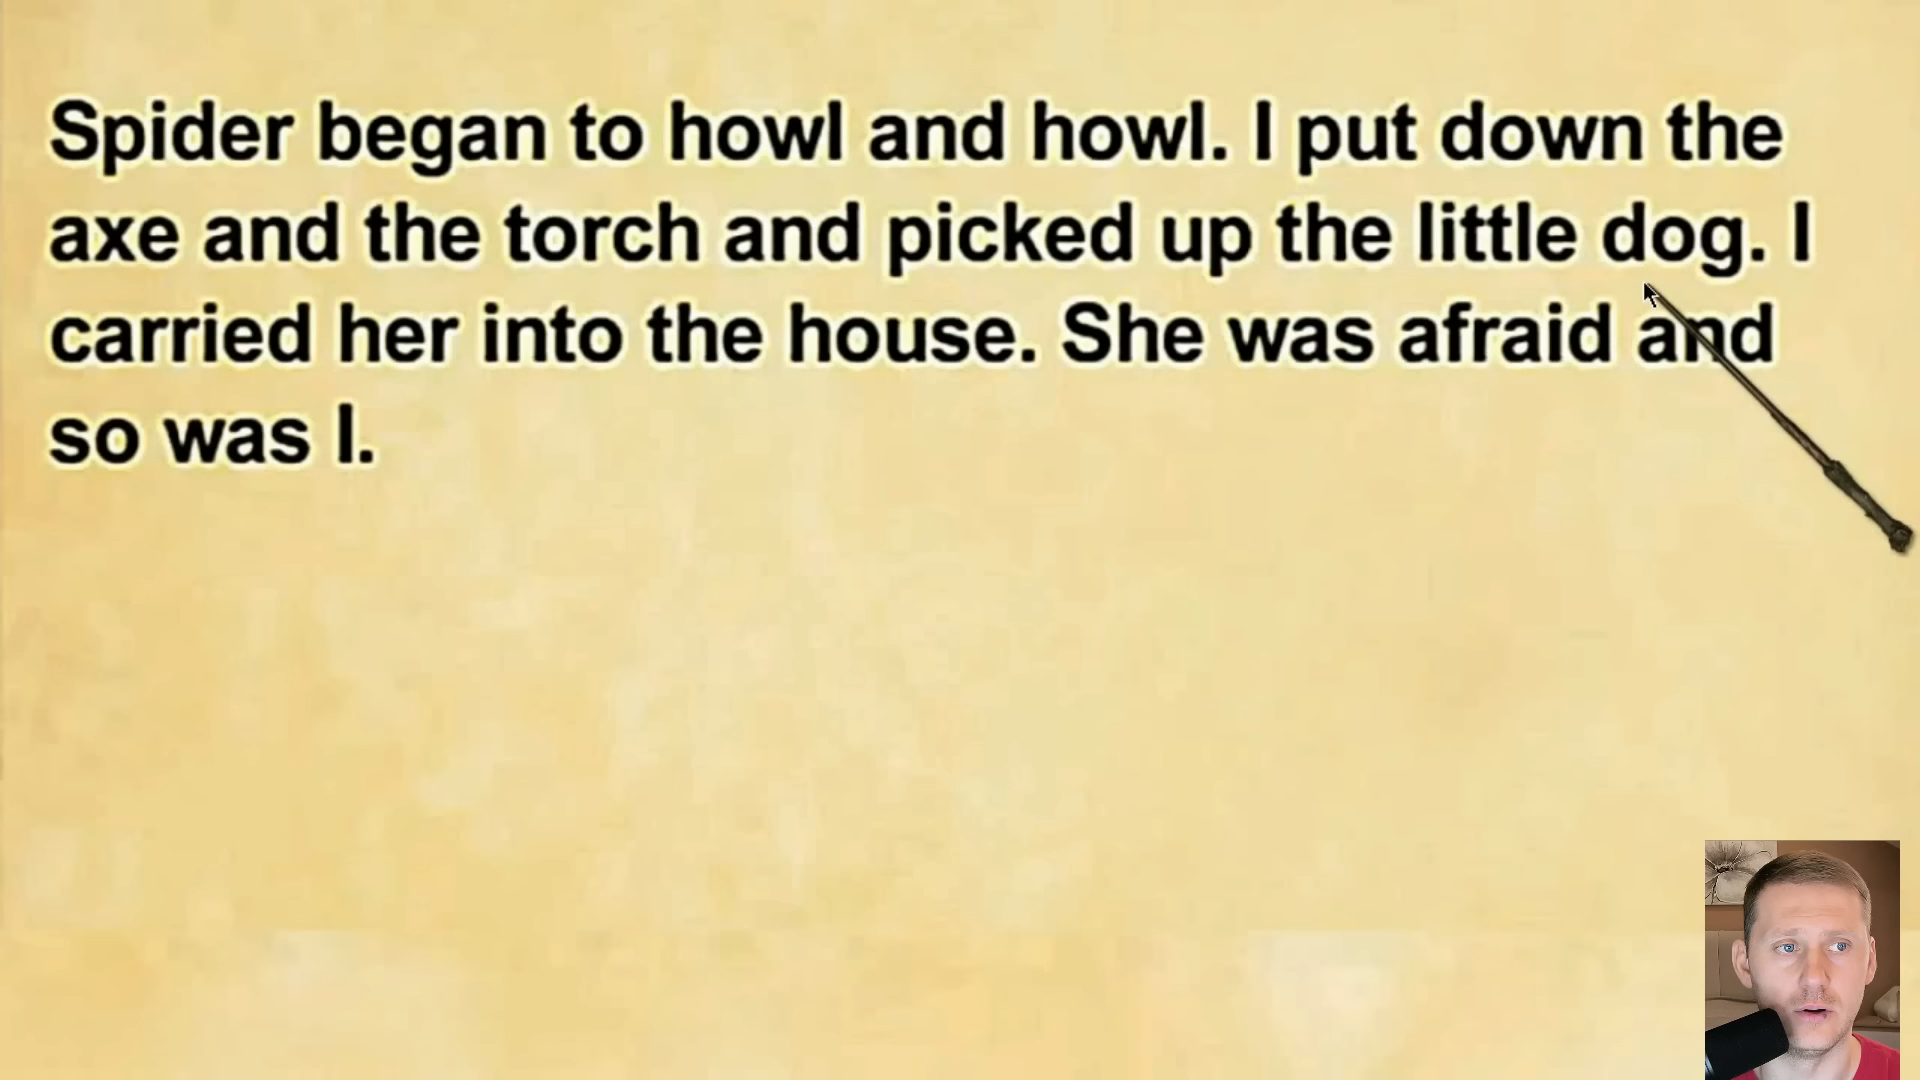 Spider began to howl and howl. I put down the
axe and the torch and picked up the little dog. I
carried her into the house. She was afraid and
so was I.